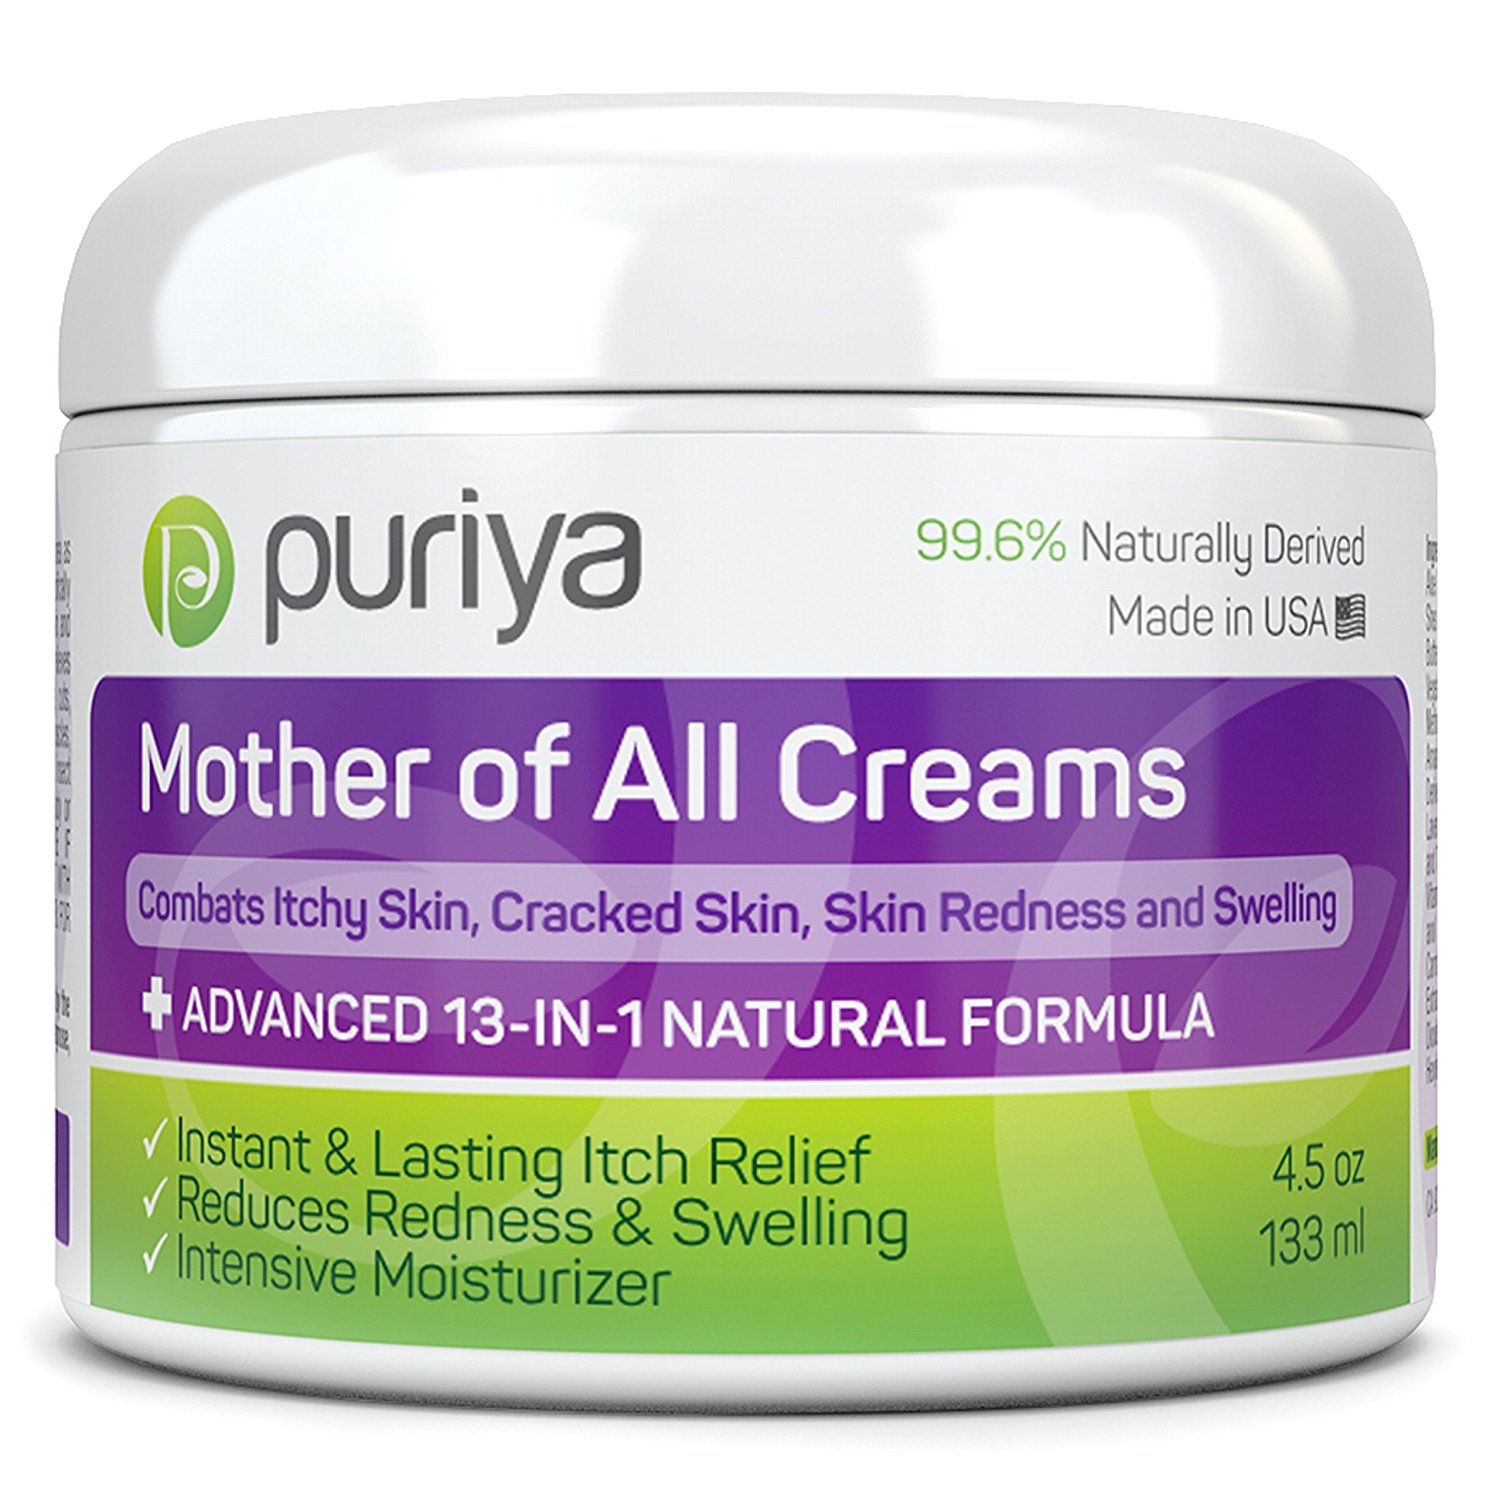 puriya
99.6% Naturally Derived
Made in USA
Mother of All Creams
Combats Itchy Skin, Cracked Skin, Skin Redness and Swelling
+ ADVANCED 13-IN-1 NATURAL FORMULA
✓ Instant & Lasting Itch Relief
✓ Reduces Redness & Swelling
✓ Intensive Moisturizer
4.5 oz
133 ml